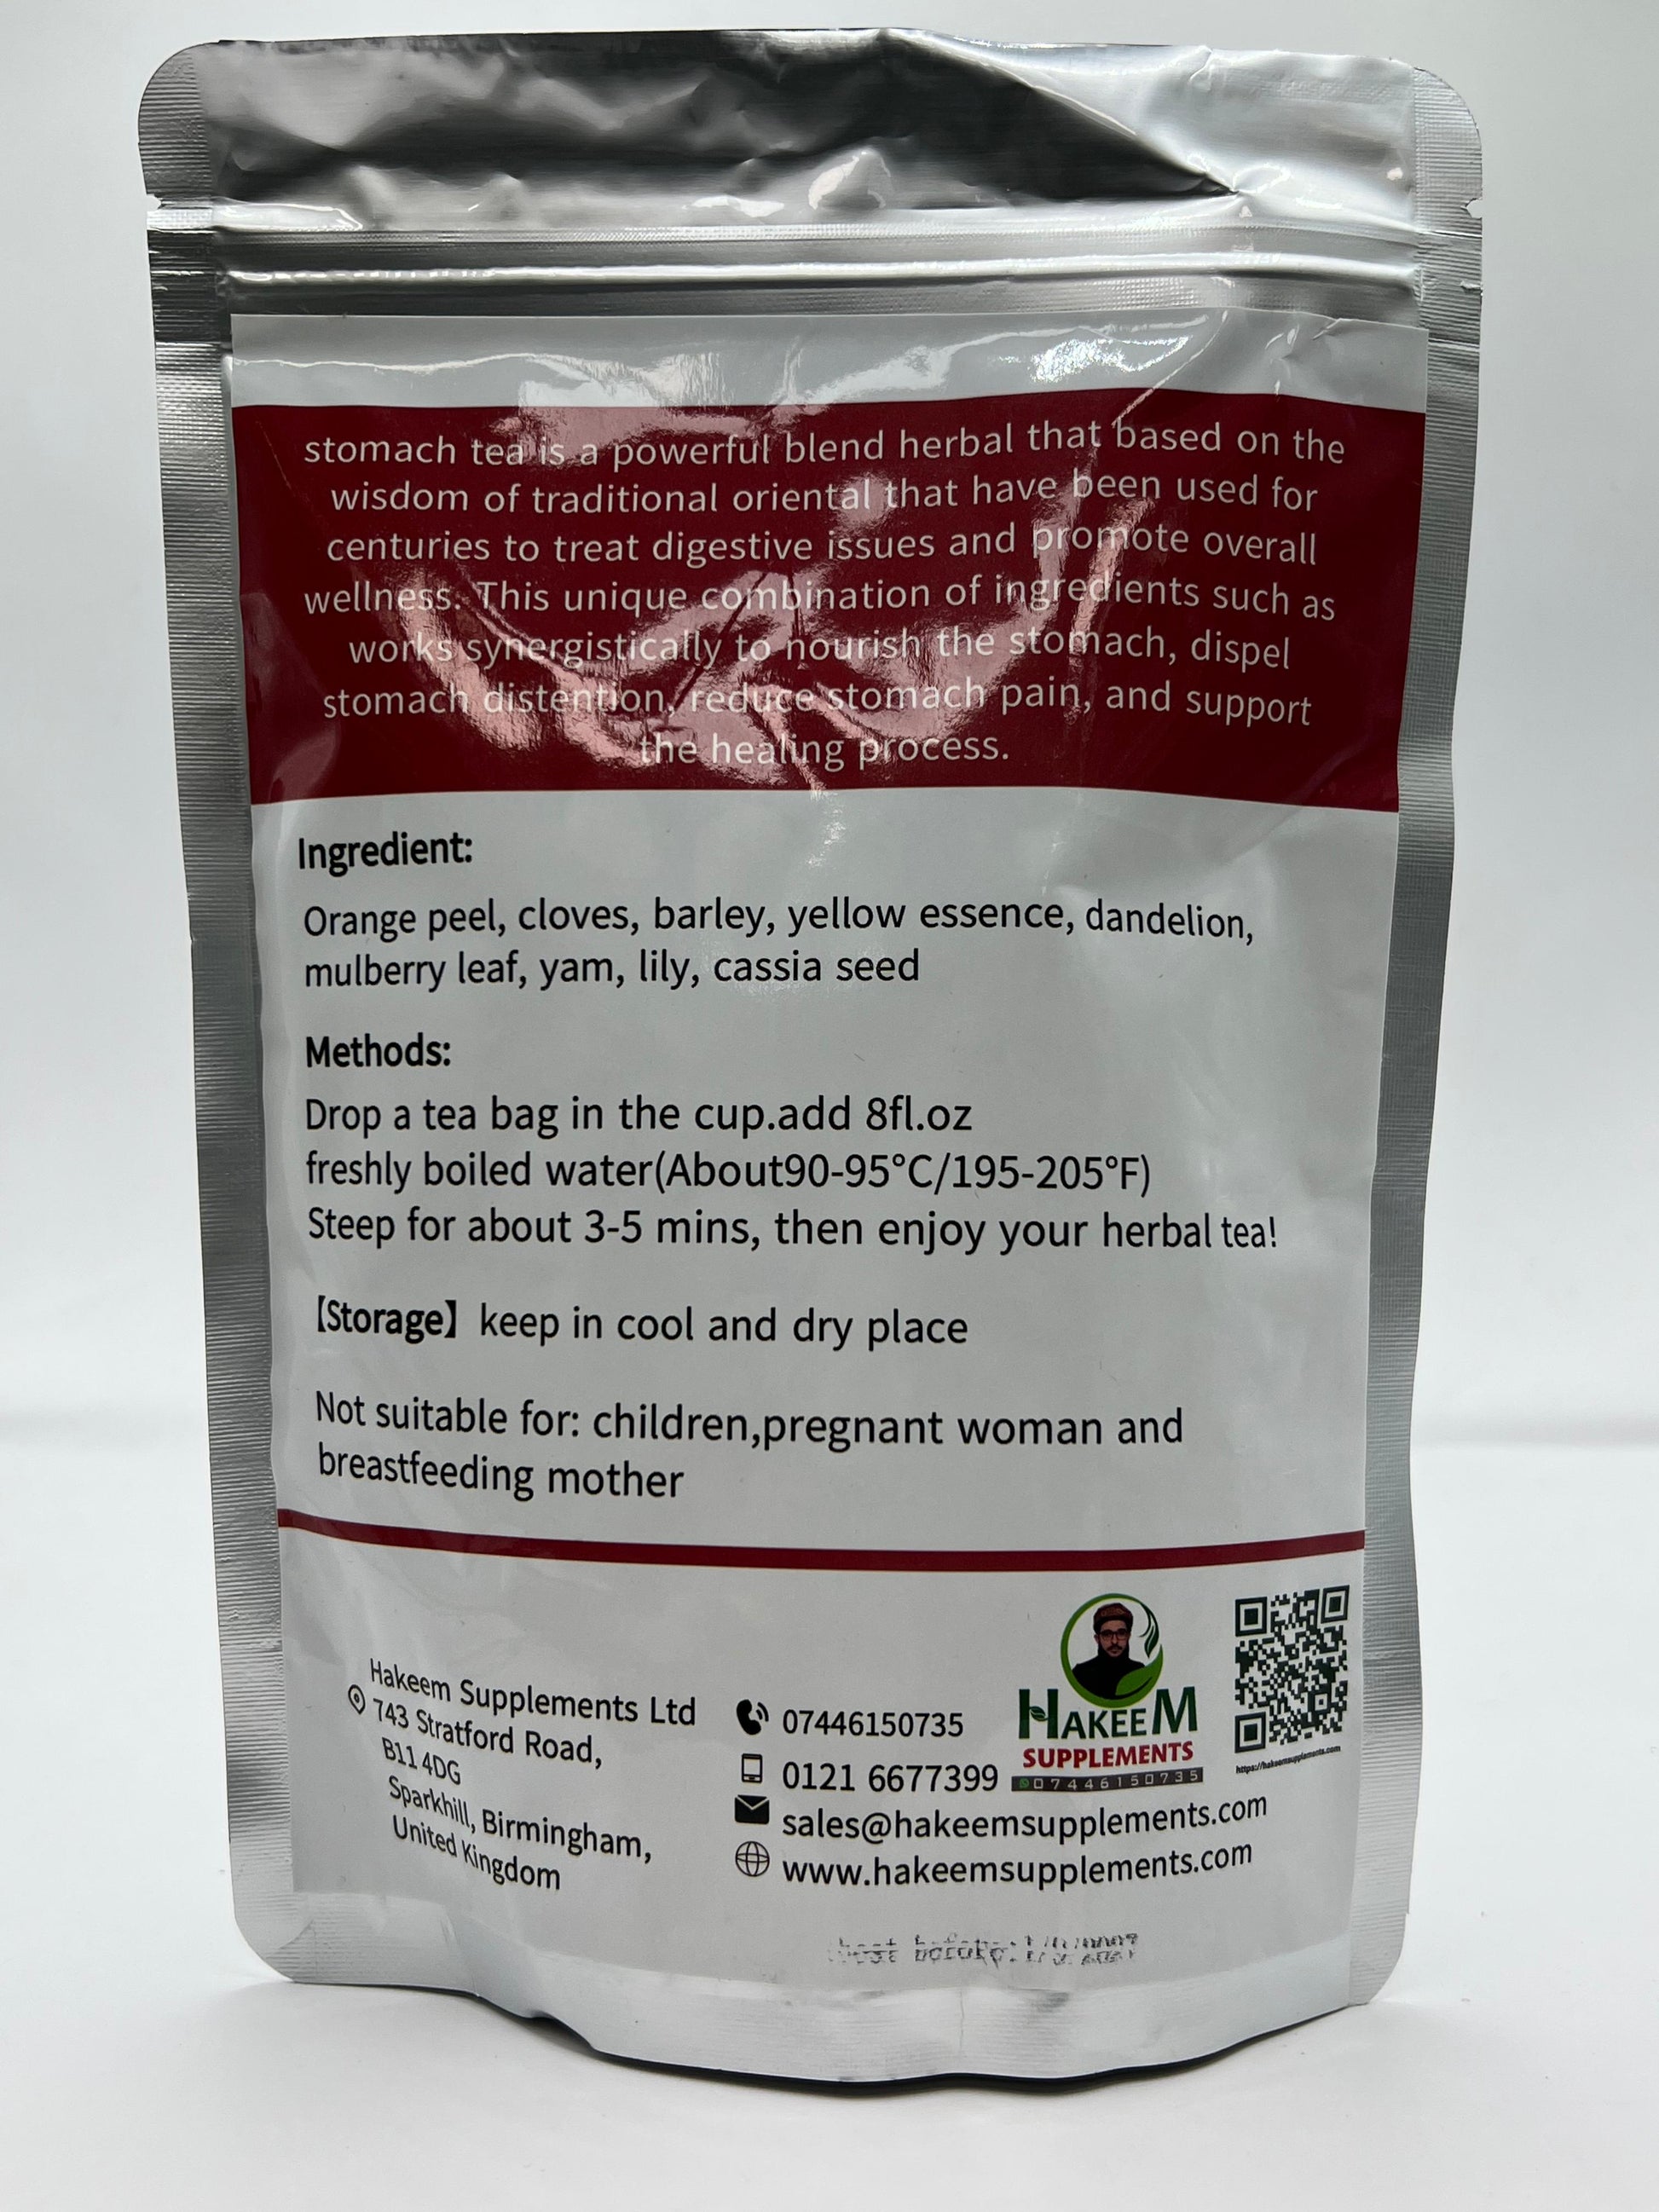 stomach tea is a powerful blend herbal that based on the
wisdom of traditional oriental that have been used for
centuries to treat digestive issues and promote overall
wellness. This unique combination of ingredients such as
works synergistically to nourish the stomach, dispel
stomach distention, reduce stomach pain, and support
the healing process.
Ingredient:
Orange peel, cloves, barley, yellow essence, dandelion,
mulberry leaf, yam, lily, cassia seed
Methods:
Drop a tea bag in the cup.add 8fl.oz
freshly boiled water(About90-95°C/195-205°F)
Steep for about 3-5 mins, then enjoy your herbal tea!
【Storage】 keep in cool and dry place
Not suitable for: children,pregnant woman and
breastfeeding mother
Hakeem Supplements Ltd
743 Stratford Road,
B11 4DG
Sparkhill, Birmingham,
United Kingdom
07446150735
0121 6677399
sales@hakeemsupplements.com
www.hakeemsupplements.com
HAKEEM
SUPPLEMENTS
07446150735
https://hakeemsupplements.com
best before: